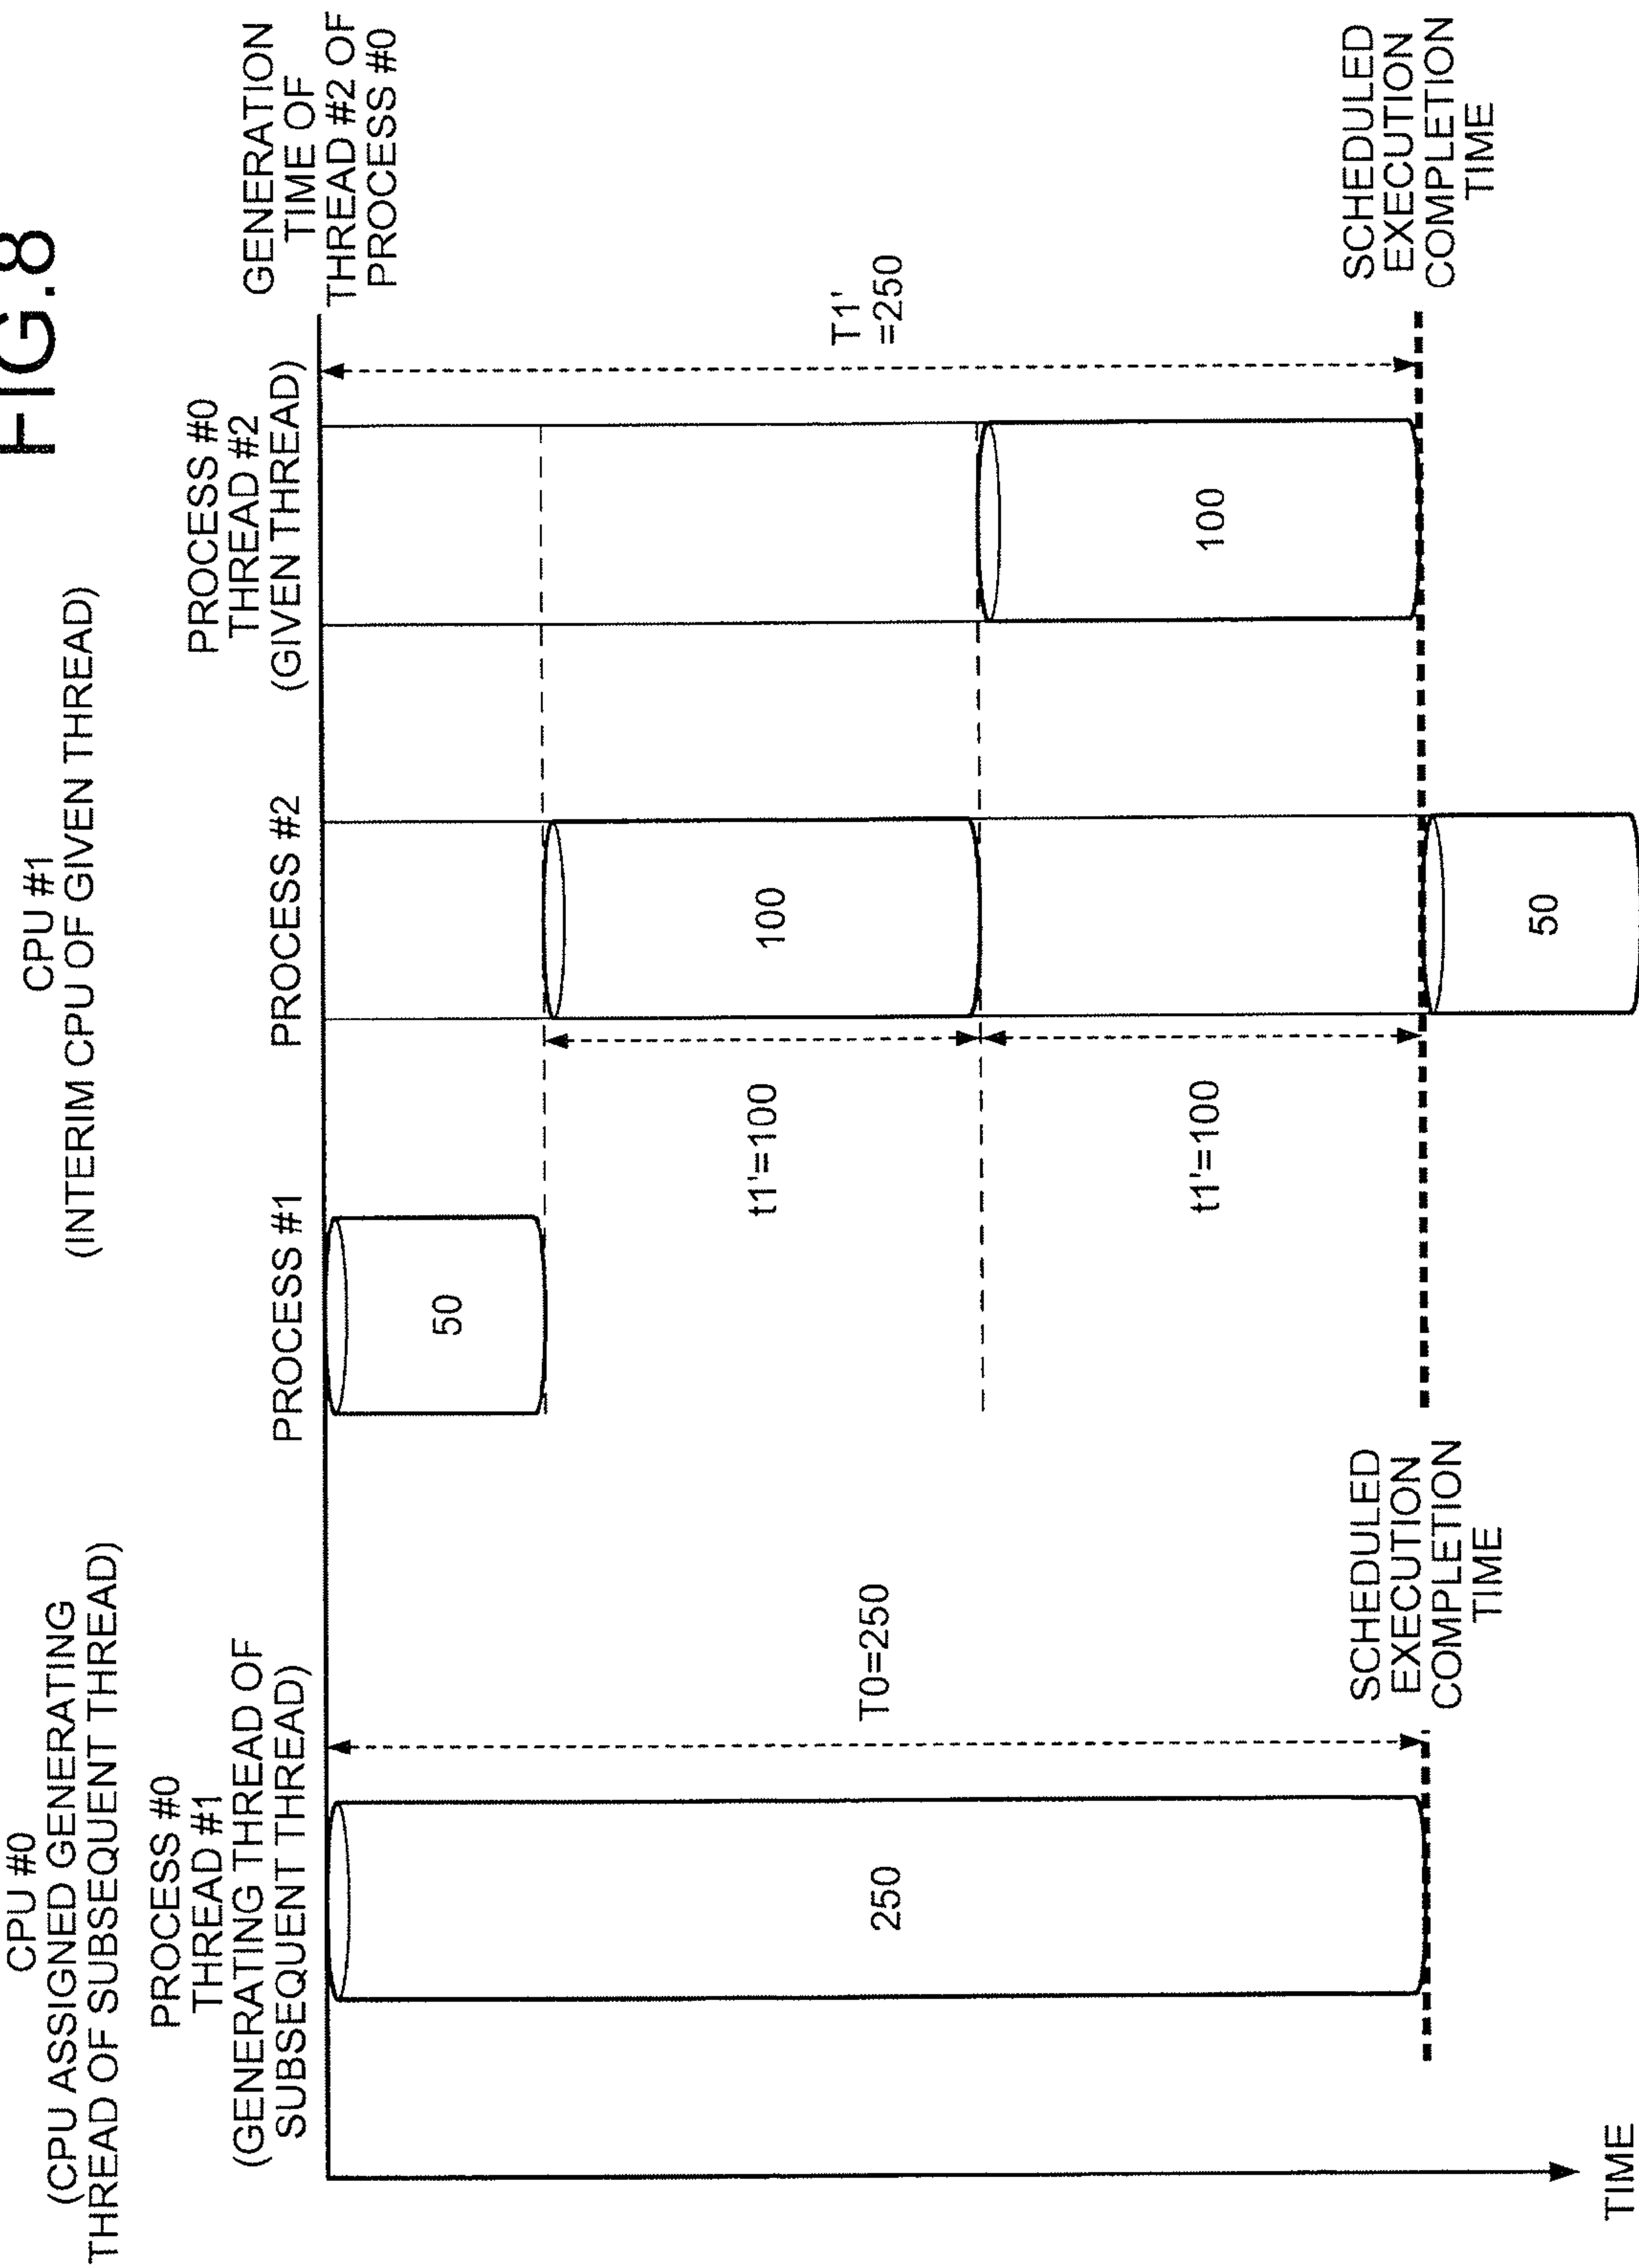 FIG.8
CPU #0
(CPU ASSIGNED GENERATING
THREAD OF SUBSEQUENT THREAD)
CPU #1
(INTERIM CPU OF GIVEN THREAD)
PROCESS #0
THREAD #1
(GENERATING THREAD OF
SUBSEQUENT THREAD)
PROCESS #1
PROCESS #2
PROCESS #0
THREAD #2
(GIVEN THREAD)
GENERATION
TIME OF
THREAD #2 OF
PROCESS #0
50
t1'=100
100
250
T0=250
T1'
=250
t1'=100
100
SCHEDULED
EXECUTION
COMPLETION
TIME
SCHEDULED
EXECUTION
COMPLETION
TIME
50
TIME